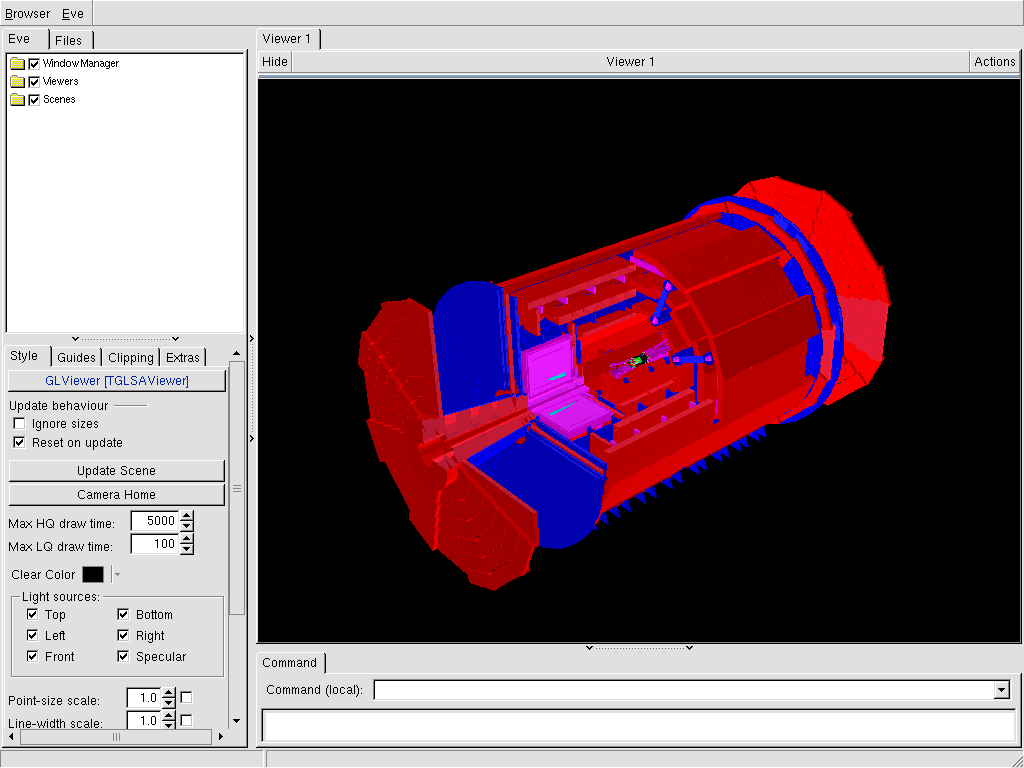 Browser Eve
Eve Files
WindowManager
Viewers
Scenes
Style Guides Clipping Extras
GLViewer [TGLSAViewer]
Update behaviour
Ignore sizes
Reset on update
Update Scene
Camera Home
Max HQ draw time: 5000
Max LQ draw time: 100
Clear Color
Light sources:
Top Bottom
Left Right
Front Specular
Point-size scale: 1.0
Line-width scale: 1.0
Viewer 1
Hide Viewer 1 Actions
Command
Command (local):